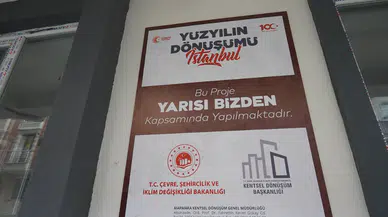 YÜZYILIN
DÖNÜŞÜMÜ
İstanbul
100
Bu Proje
YARISI BİZDEN
Kapsamında Yapılmaktadır.
T.C. ÇEVRE, ŞEHİRCİLİK VE
İKLİM DEĞİŞİKLİĞİ BAKANLIĞI
KENTSEL DÖNÜŞÜM
BAŞKANLIĞI
MARMARA KENTSEL DÖNÜŞÜM GENEL MÜDÜRLÜĞÜ